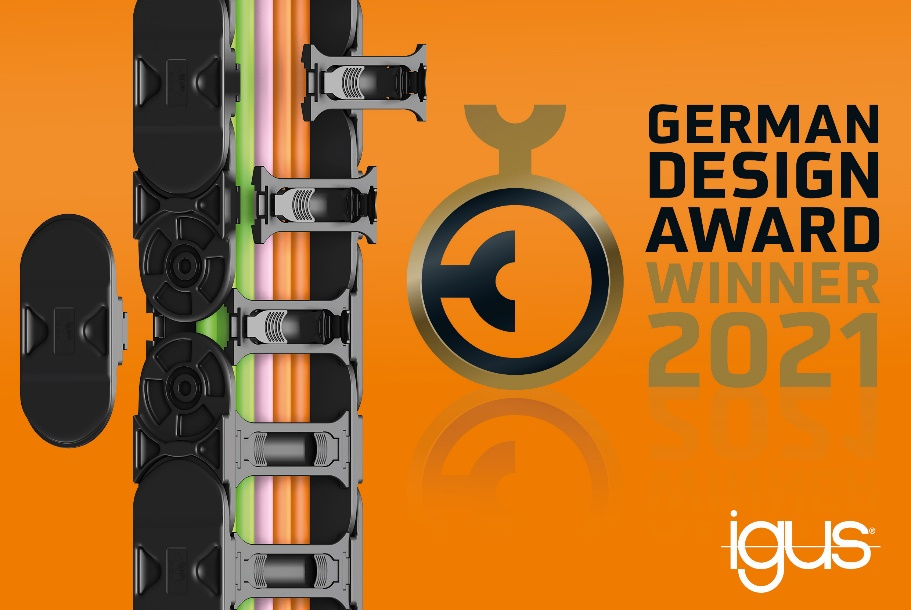 GERMAN
DESIGN
AWARD
WINNER
2021
igus®